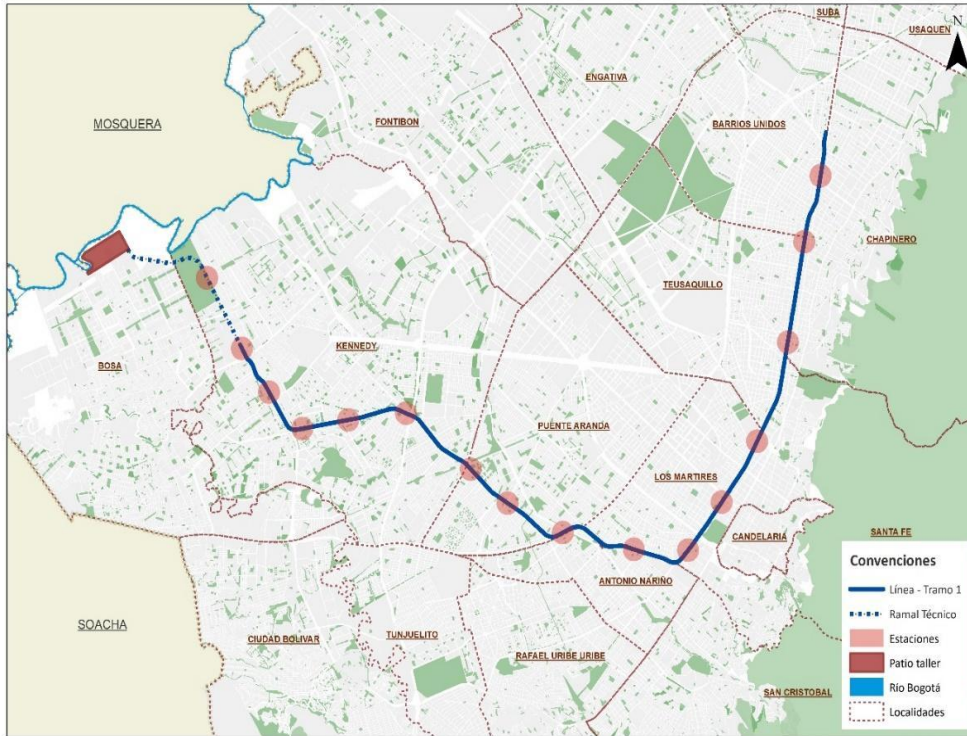 SUBA
N
USAQUEN
ENGATIVA
MOSQUERA
FONTIBON
BARRIOS UNIDOS
CHAPINERO
TEUSAQUILLO
KENNEDY
BOSA
PUENTE ARANDA
LOS MARTIRES
CANDELARIA
SANTA FE
ANTONIO NARIÑO
SOACHA
CIUDAD BOLIVAR
TUNJUELITO
RAFAEL URIBE URIBE
SAN CRISTOBAL
Convenciones
Línea - Tramo 1
Ramal Técnico
Estaciones
Patio taller
Río Bogotá
Localidades